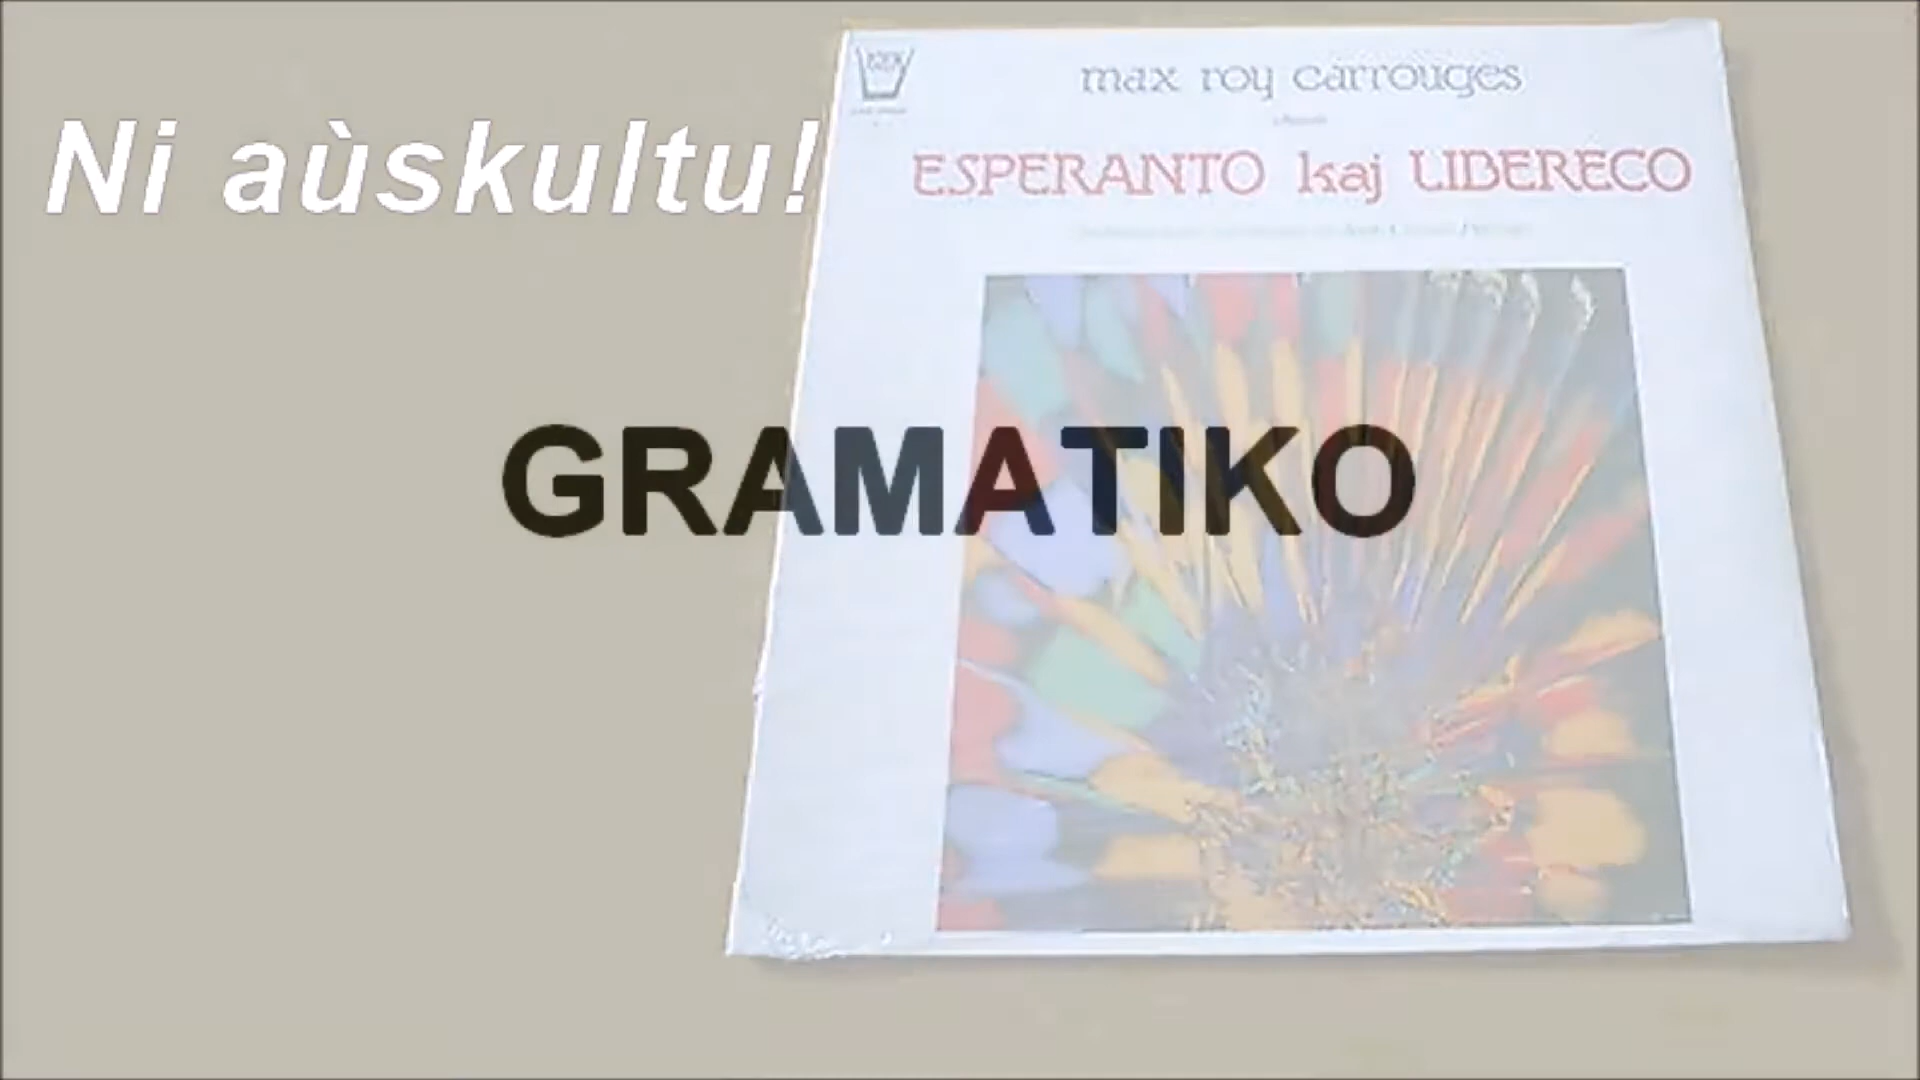 Ni aùskultu!
max roy carrouges
ESPERANTO kaj LIBERECO
GRAMATIKO